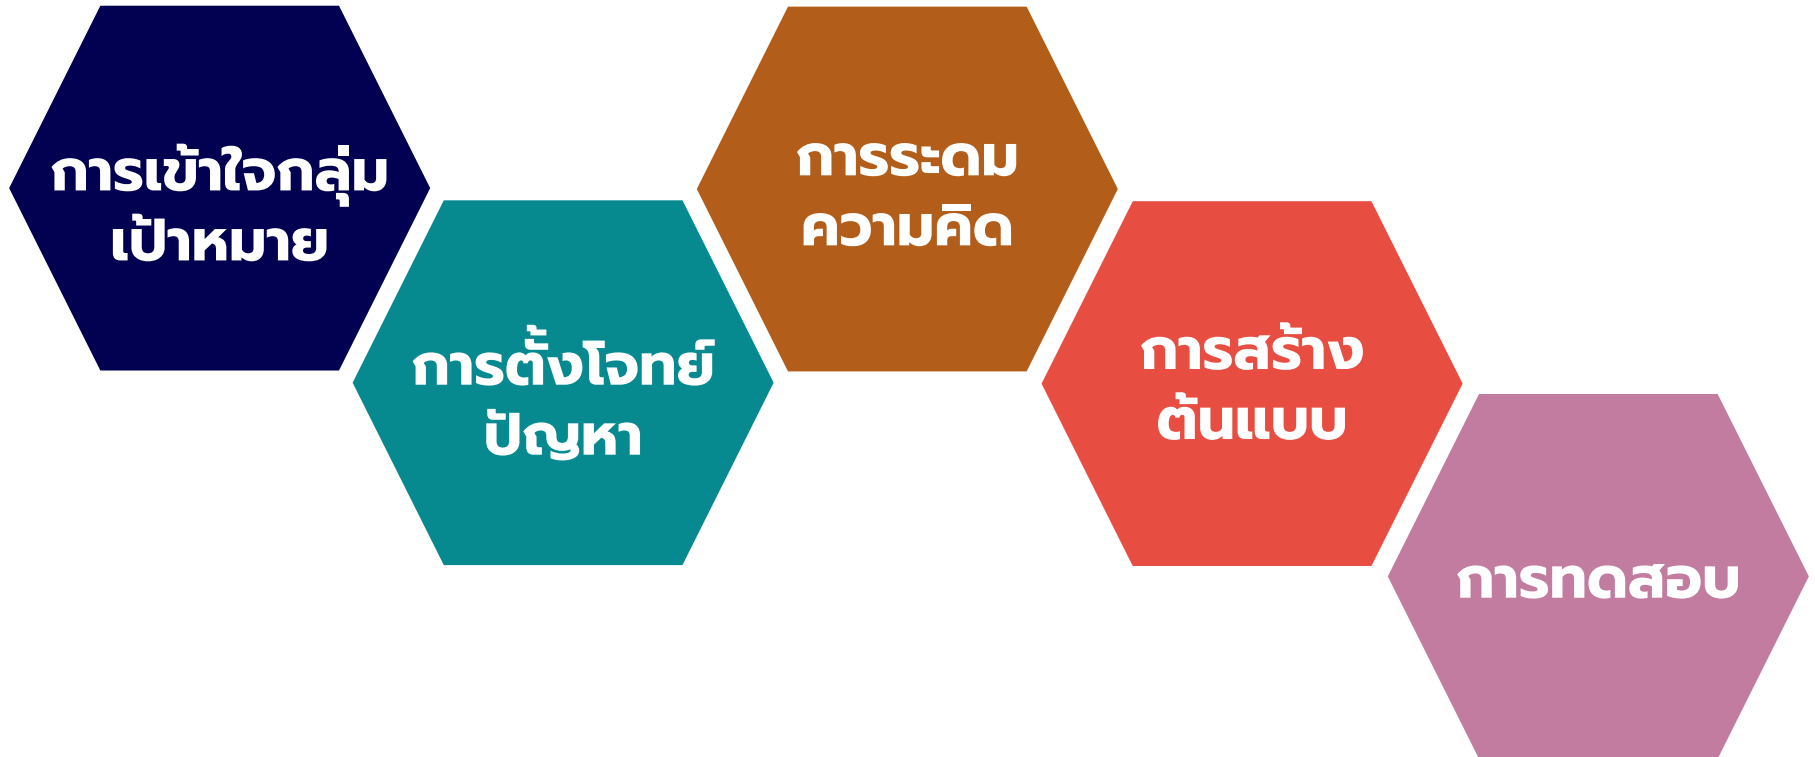 การเข้าใจกลุ่ม
เป้าหมาย
การตั้งโจทย์
ปัญหา
การระดม
ความคิด
การสร้าง
ต้นแบบ
การทดสอบ